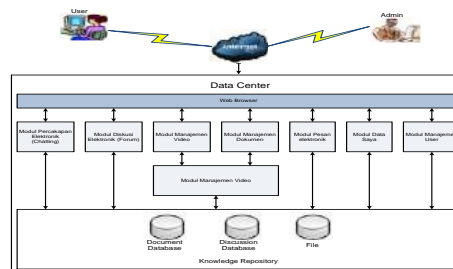 User
Admin
Data Center
Web Browser
Modul Percakapan
Elektronik
(Chatting)
Modul Diskusi
Elektronik (Forum)
Modul Manajemen
Video
Modul Manajemen
Dokumen
Modul Pesan
elektronik
Modul Data
Saya
Modul Manajemen
User
Modul Manajemen Video
Document
Database
Discussion
Database
File
Knowledge Repository